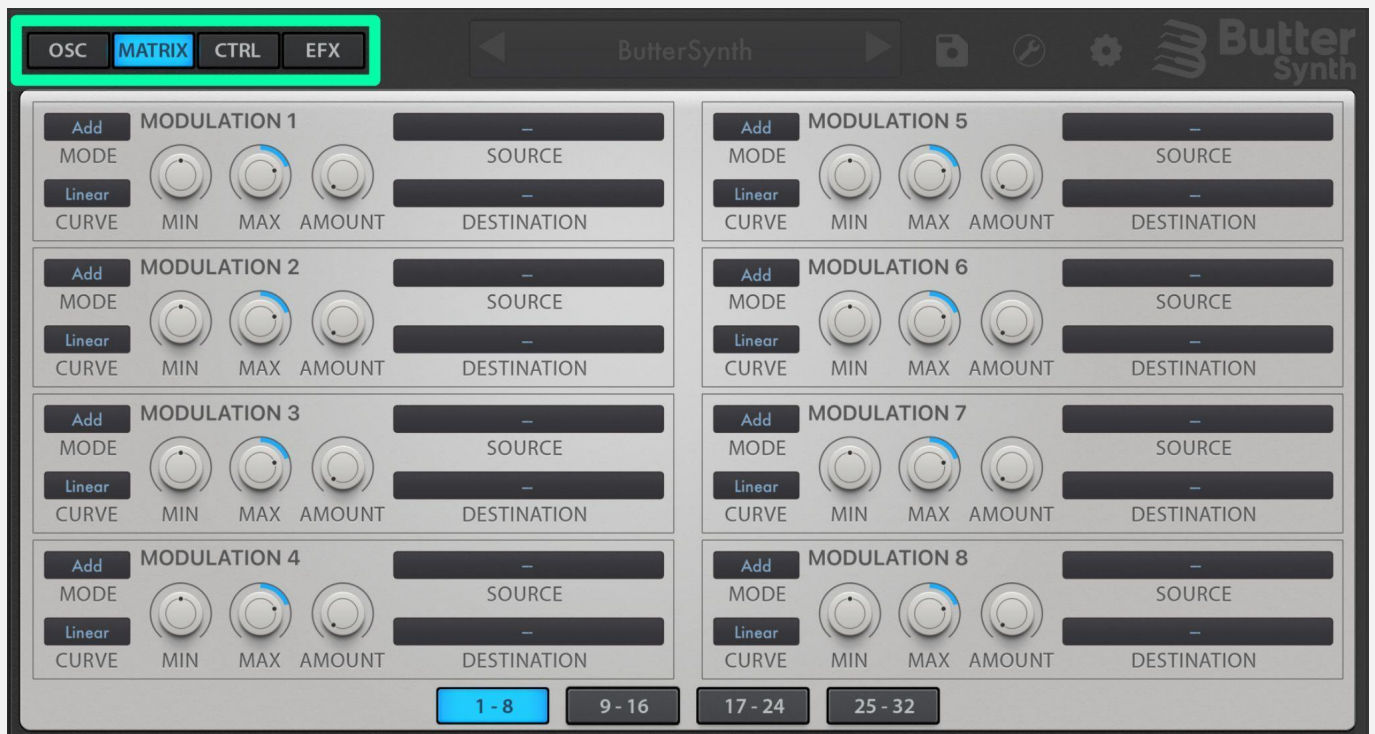 OSC MATRIX CTRL EFX
ButterSynth
Butter
Synth
Add MODULATION 1 –
MODE SOURCE
Linear –
CURVE MIN MAX AMOUNT DESTINATION
Add MODULATION 2 –
MODE SOURCE
Linear –
CURVE MIN MAX AMOUNT DESTINATION
Add MODULATION 3 –
MODE SOURCE
Linear –
CURVE MIN MAX AMOUNT DESTINATION
Add MODULATION 4 –
MODE SOURCE
Linear –
CURVE MIN MAX AMOUNT DESTINATION
Add MODULATION 5 –
MODE SOURCE
Linear –
CURVE MIN MAX AMOUNT DESTINATION
Add MODULATION 6 –
MODE SOURCE
Linear –
CURVE MIN MAX AMOUNT DESTINATION
Add MODULATION 7 –
MODE SOURCE
Linear –
CURVE MIN MAX AMOUNT DESTINATION
Add MODULATION 8 –
MODE SOURCE
Linear –
CURVE MIN MAX AMOUNT DESTINATION
1 - 8 9 - 16 17 - 24 25 - 32